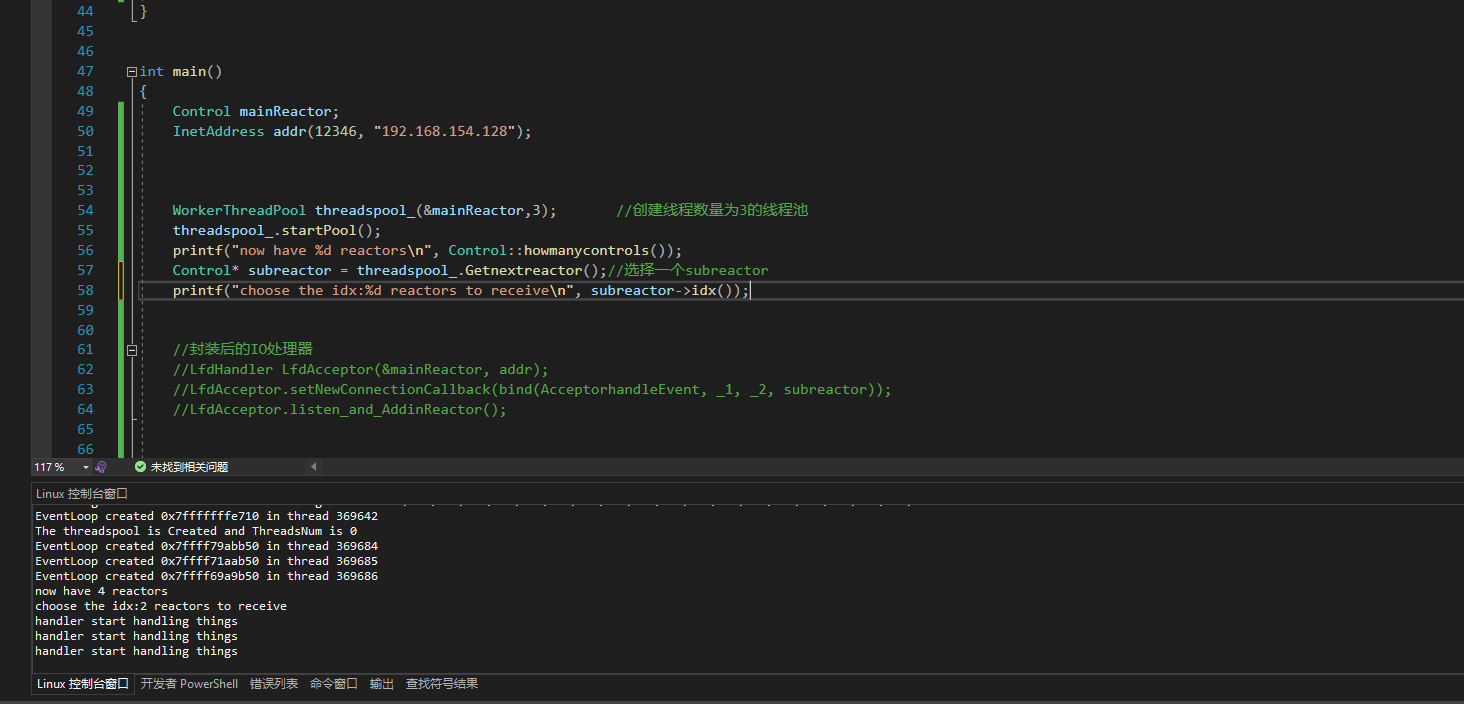 44 }
45
46
47 int main()
48 {
49 Control mainReactor;
50 InetAddress addr(12346, "192.168.154.128");
51
52
53
54 WorkerThreadPool threadspool_(&mainReactor,3); //创建线程数量为3的线程池
55 threadspool_.startPool();
56 printf("now have %d reactors\n", Control::howmanycontrols());
57 Control* subreactor = threadspool_.Getnextreactor();//选择一个subreactor
58 printf("choose the idx:%d reactors to receive\n", subreactor->idx());
59
60
61 //封装后的IO处理器
62 //LfdHandler LfdAcceptor(&mainReactor, addr);
63 //LfdAcceptor.setNewConnectionCallback(bind(AcceptorhandleEvent, _1, _2, subreactor));
64 //LfdAcceptor.listen_and_AddinReactor();
65
66
117 % 未找到相关问题
Linux 控制台窗口
EventLoop created 0x7fffffffe710 in thread 369642
The threadspool is Created and ThreadsNum is 0
EventLoop created 0x7ffff79abb50 in thread 369684
EventLoop created 0x7ffff71aab50 in thread 369685
EventLoop created 0x7ffff69a9b50 in thread 369686
now have 4 reactors
choose the idx:2 reactors to receive
handler start handling things
handler start handling things
handler start handling things
Linux 控制台窗口 开发者 PowerShell 错误列表 命令窗口 输出 查找符号结果